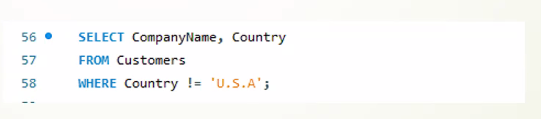 56 SELECT CompanyName, Country
57 FROM Customers
58 WHERE Country != 'U.S.A';